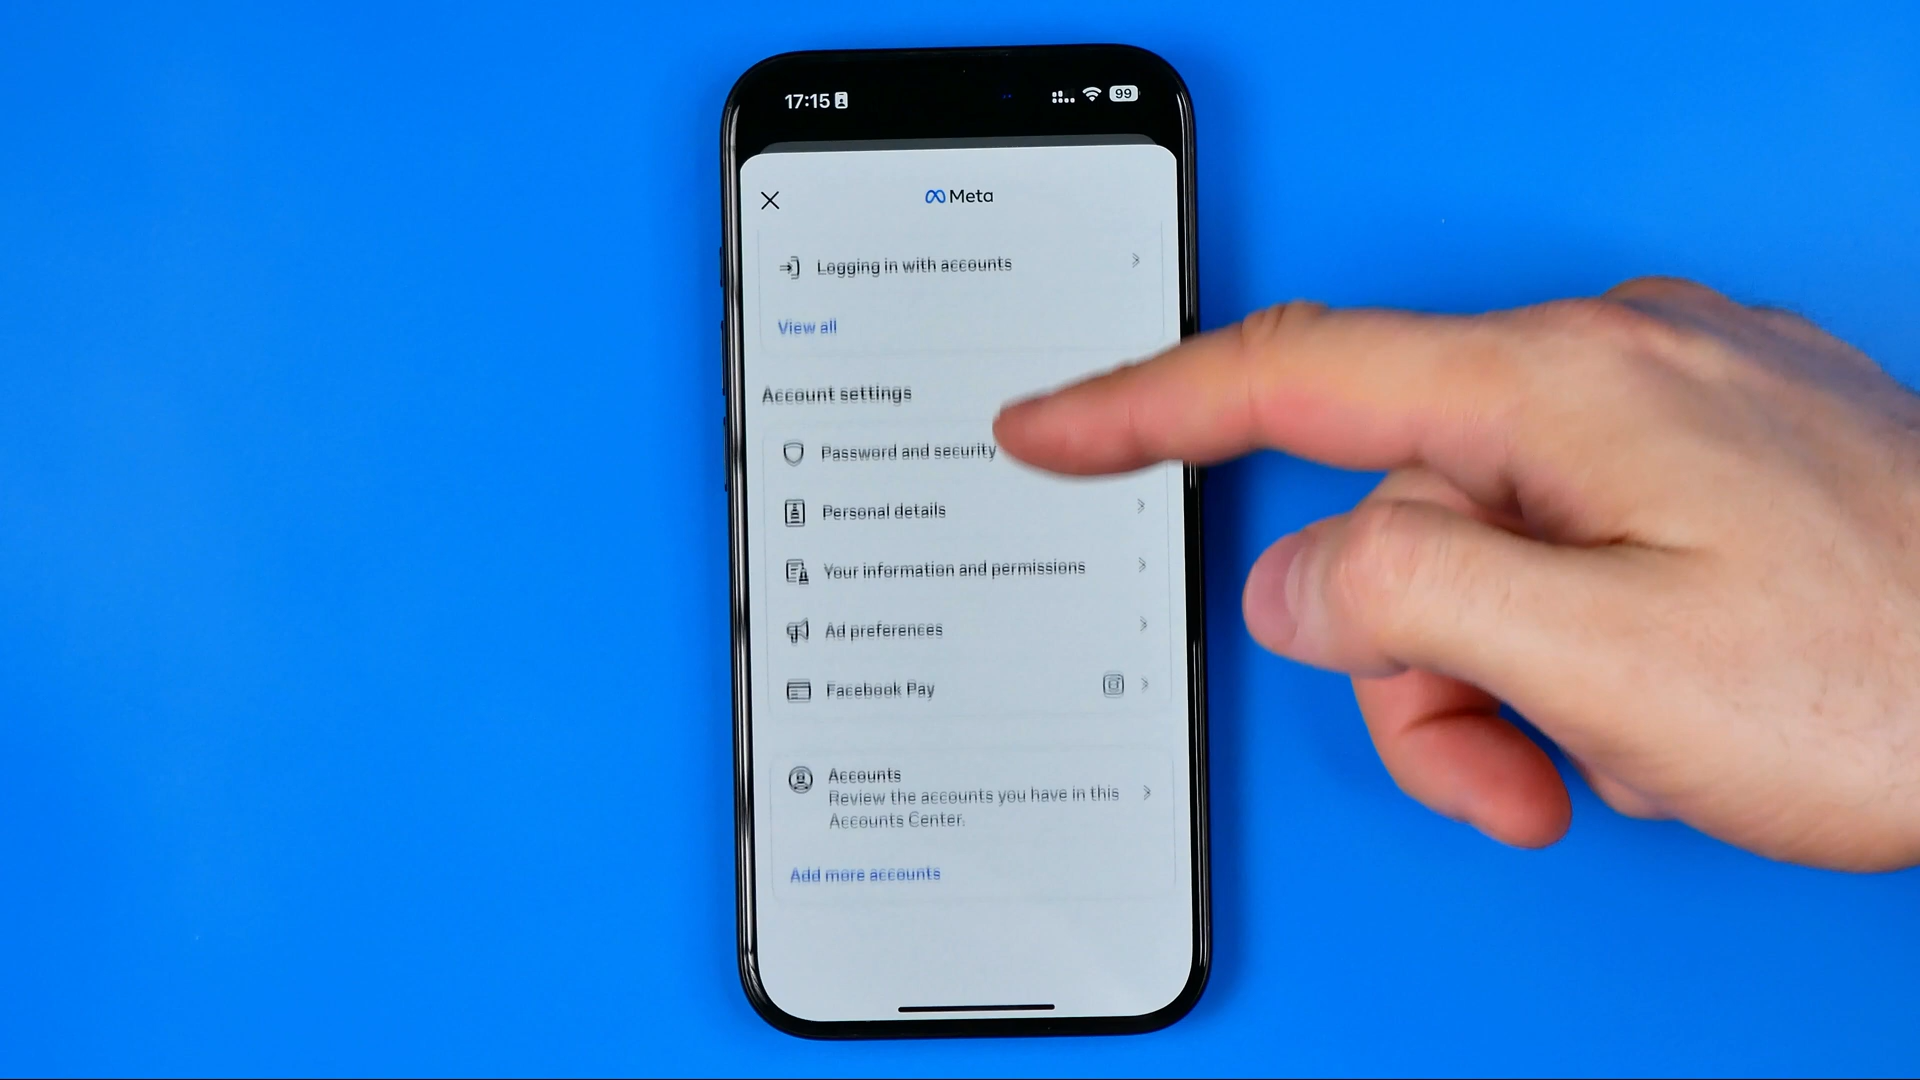 17:15
99
Meta
Logging in with accounts
View all
Account settings
Password and security
Personal details
Your information and permissions
Ad preferences
Facebook Pay
Accounts
Review the accounts you have in this
Accounts Center.
Add more accounts